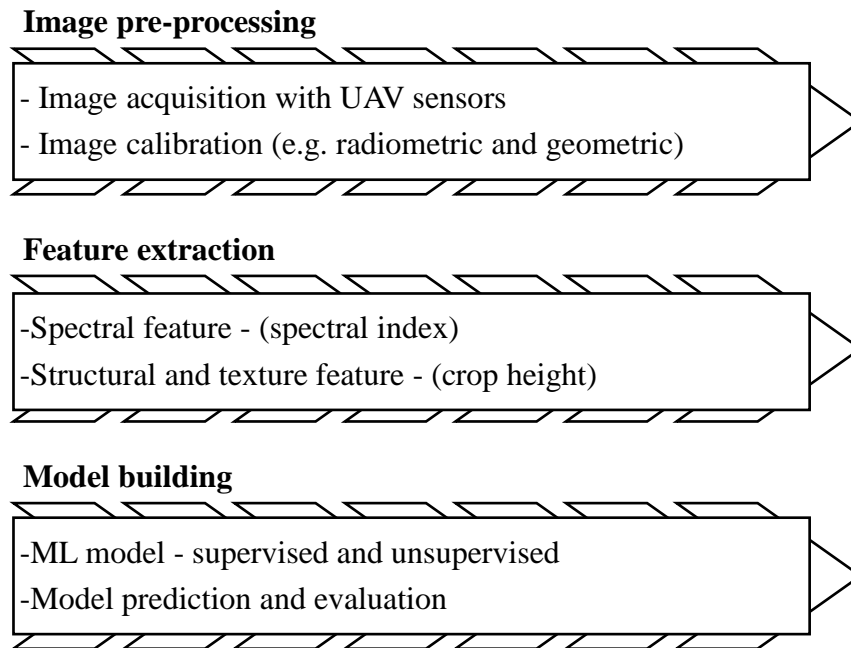 Image pre-processing
- Image acquisition with UAV sensors
- Image calibration (e.g. radiometric and geometric)
Feature extraction
-Spectral feature - (spectral index)
-Structural and texture feature - (crop height)
Model building
-ML model - supervised and unsupervised
-Model prediction and evaluation